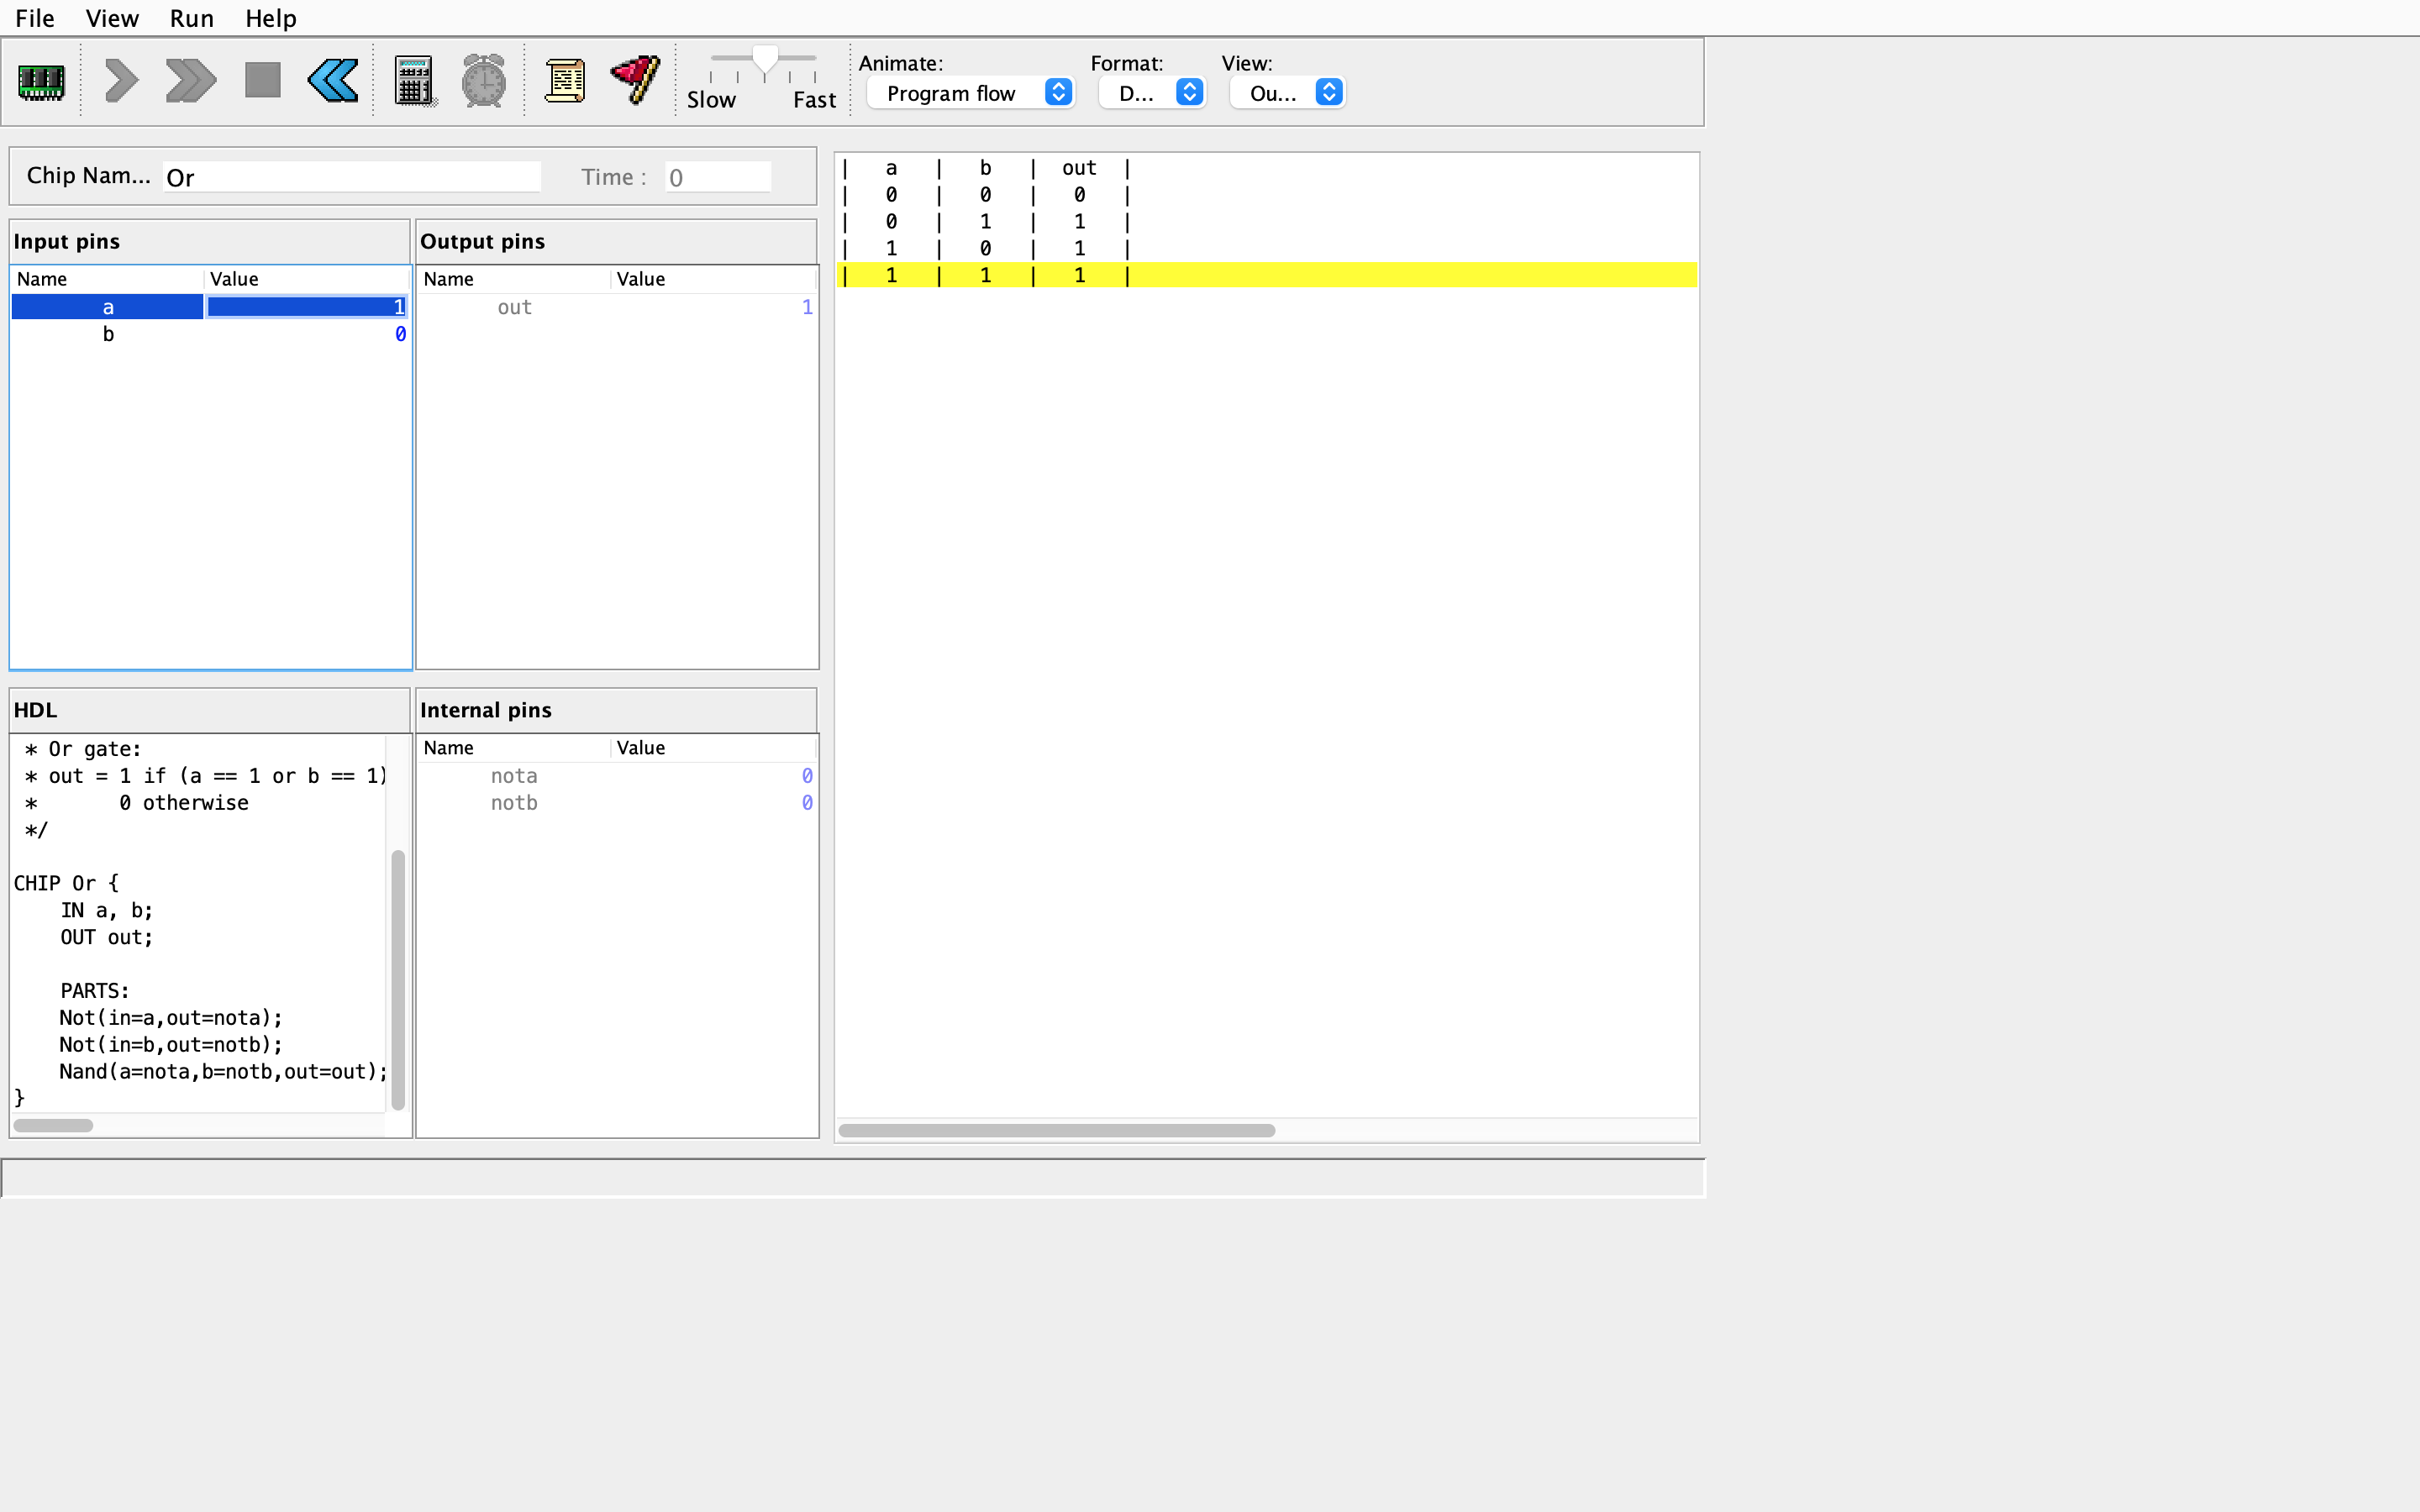 File View Run Help
Slow Fast
Animate: Format: View:
Program flow D... Ou...
Chip Nam... Or Time : 0
Input pins
Name Value
a 1
b 0
Output pins
Name Value
out 1
HDL
* Or gate:
* out = 1 if (a == 1 or b == 1)
*       0 otherwise
*/
CHIP Or {
    IN a, b;
    OUT out;
    PARTS:
    Not(in=a,out=nota);
    Not(in=b,out=notb);
    Nand(a=nota,b=notb,out=out);
}
Internal pins
Name Value
nota 0
notb 0
|   a   |   b   |  out  |
|   0   |   0   |   0   |
|   0   |   1   |   1   |
|   1   |   0   |   1   |
|   1   |   1   |   1   |